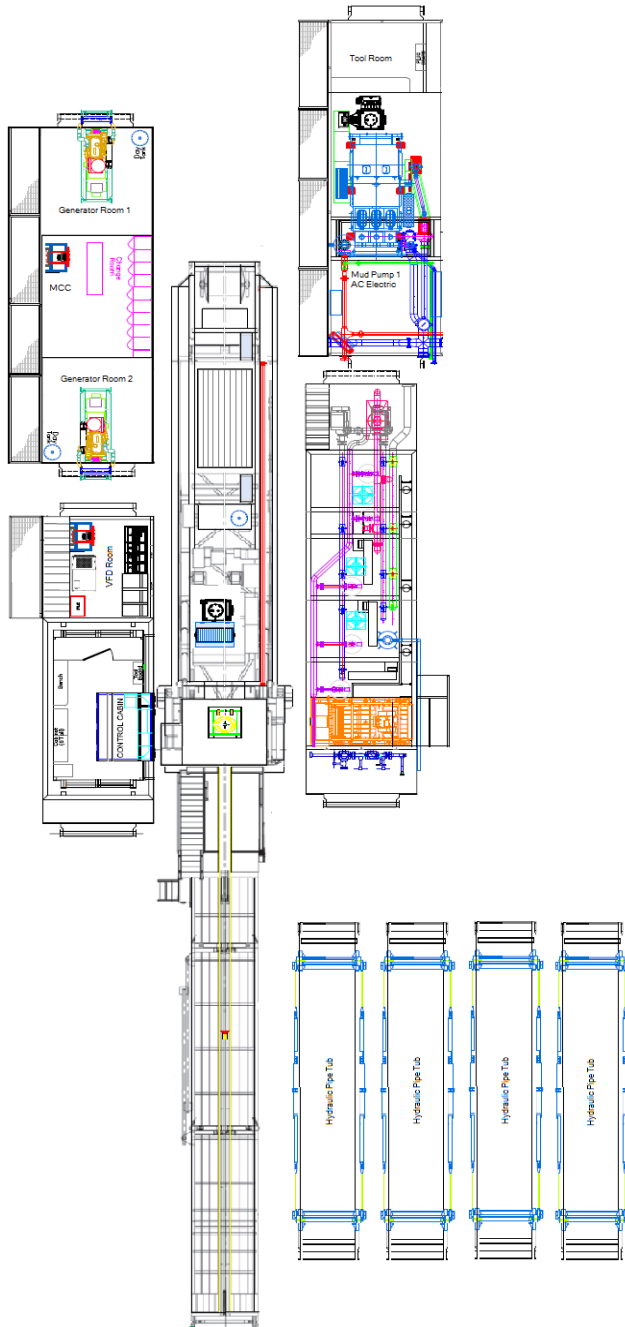 Tool Room
Day
Tank
Generator Room 1
Change
Room
MCC
Mud Pump 1
AC Electric
Generator Room 2
Day
Tank
VFD Room
Bench
CONTROL CABIN
Hydraulic Pipe Tub
Hydraulic Pipe Tub
Hydraulic Pipe Tub
Hydraulic Pipe Tub